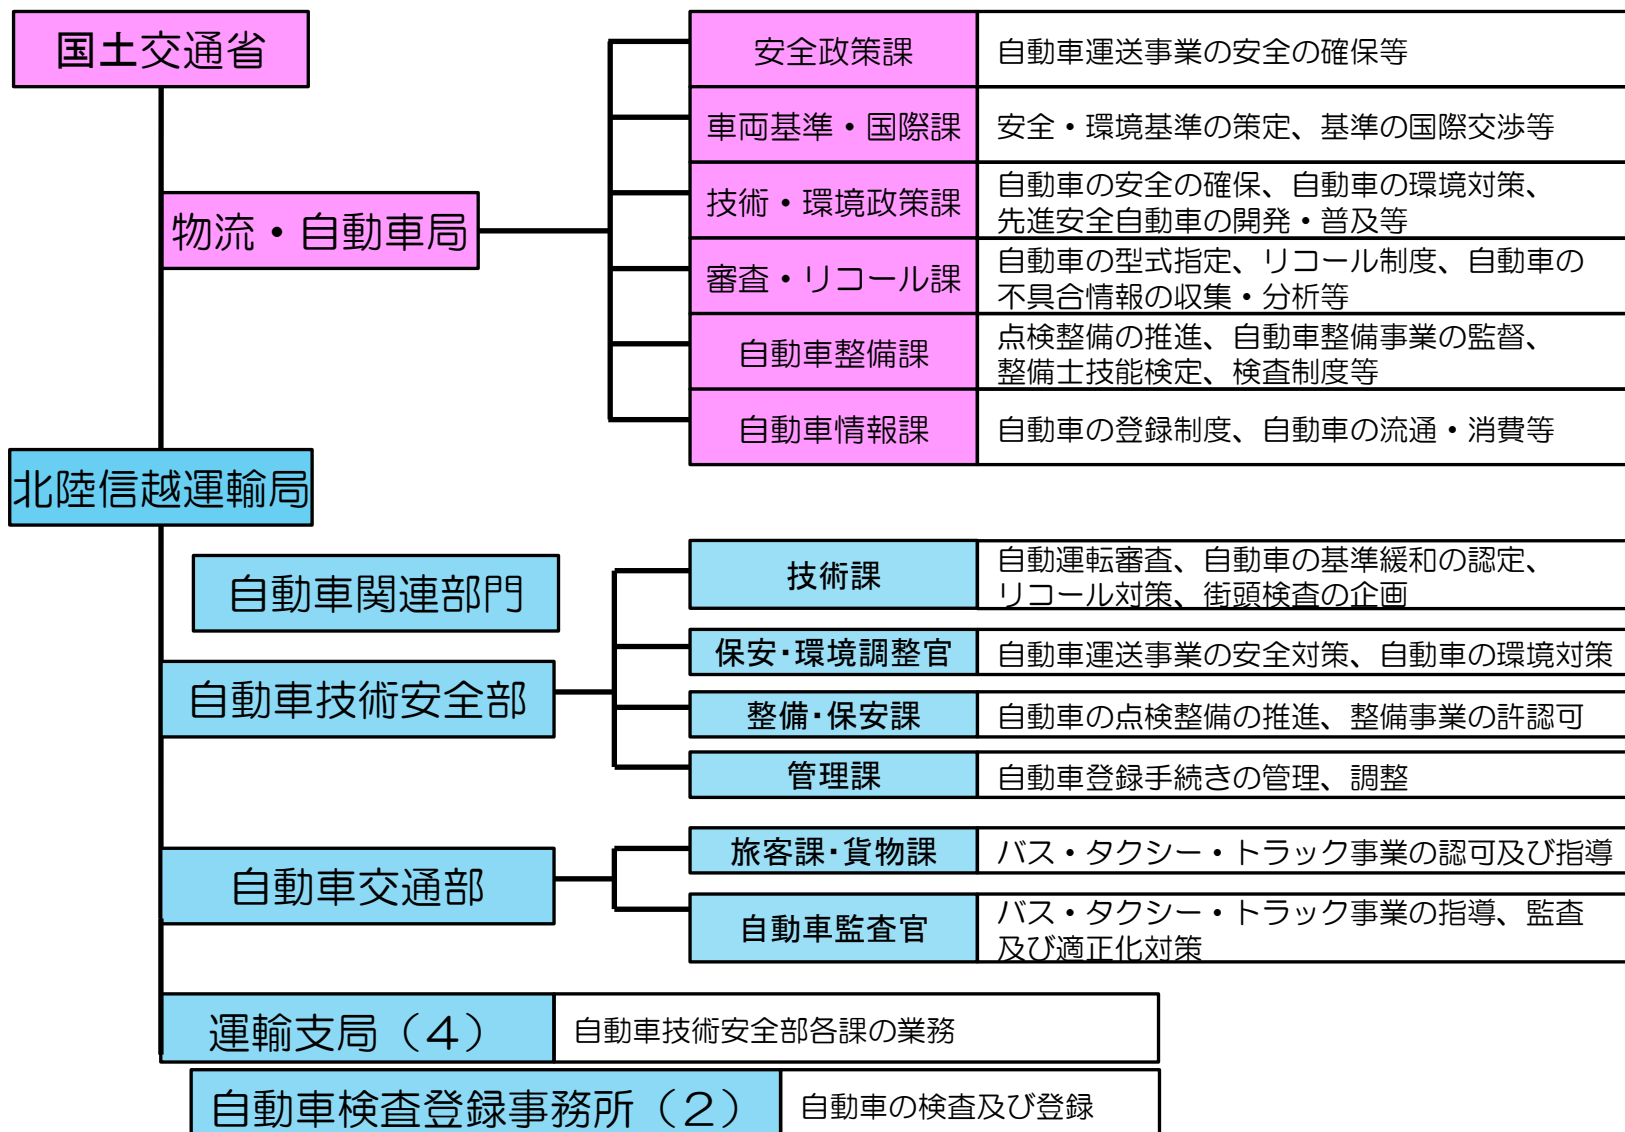 国土交通省
物流・自動車局
安全政策課
自動車運送事業の安全の確保等
車両基準・国際課
安全・環境基準の策定、基準の国際交渉等
技術・環境政策課
自動車の安全の確保、自動車の環境対策、
先進安全自動車の開発・普及等
審査・リコール課
自動車の型式指定、リコール制度、自動車の
不具合情報の収集・分析等
自動車整備課
点検整備の推進、自動車整備事業の監督、
整備士技能検定、検査制度等
自動車情報課
自動車の登録制度、自動車の流通・消費等
北陸信越運輸局
自動車関連部門
自動車技術安全部
技術課
自動運転審査、自動車の基準緩和の認定、
リコール対策、街頭検査の企画
保安・環境調整官
自動車運送事業の安全対策、自動車の環境対策
整備・保安課
自動車の点検整備の推進、整備事業の許認可
管理課
自動車登録手続きの管理、調整
自動車交通部
旅客課・貨物課
バス・タクシー・トラック事業の認可及び指導
自動車監査官
バス・タクシー・トラック事業の指導、監査
及び適正化対策
運輸支局（４）
自動車技術安全部各課の業務
自動車検査登録事務所（２）
自動車の検査及び登録